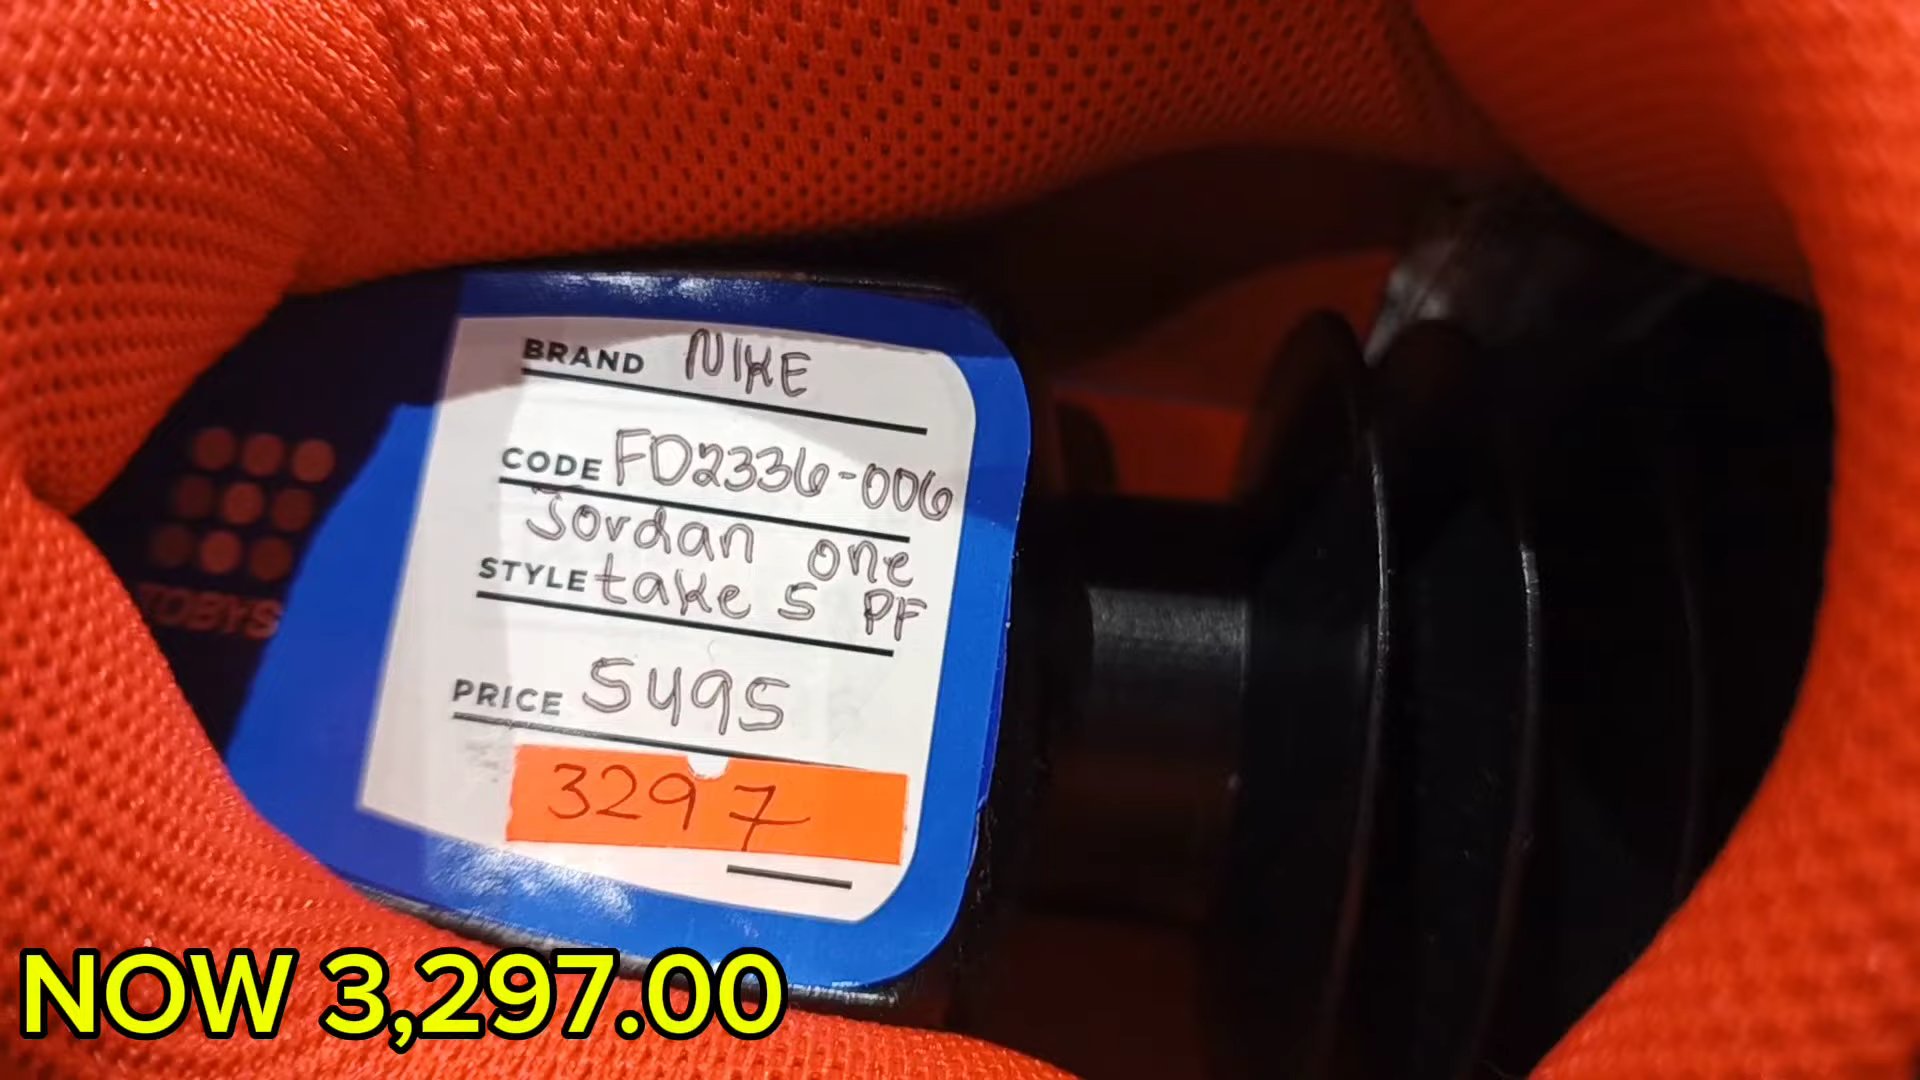 BRAND NIKE
CODE FD2336-006
Jordan one
STYLE take 5 PF
PRICE 5495
3297
TOBYS
NOW 3,297.00